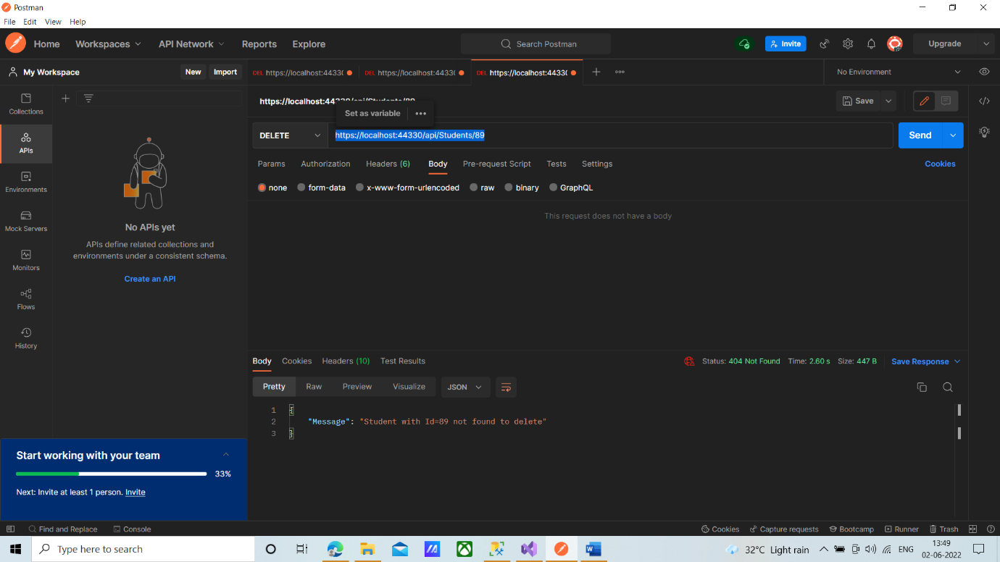 Postman
File Edit View Help
Home Workspaces API Network Reports Explore
Search Postman
Invite
Upgrade
My Workspace
New Import
DEL https://localhost:44330 DEL https://localhost:44330 DEL https://localhost:44330
No Environment
Collections
APIs
Environments
Mock Servers
Monitors
Flows
History
No APIs yet
APIs define related collections and
environments under a consistent schema.
Create an API
https://localhost:44330/api/Students/89
Save
Set as variable
DELETE
https://localhost:44330/api/Students/89
Send
Params Authorization Headers (6) Body Pre-request Script Tests Settings
Cookies
none form-data x-www-form-urlencoded raw binary GraphQL
This request does not have a body
Body Cookies Headers (10) Test Results
Status: 404 Not Found Time: 2.60 s Size: 447 B Save Response
Pretty Raw Preview Visualize JSON
1 {
2 "Message": "Student with Id=89 not found to delete"
3 }
Start working with your team
33%
Next: Invite at least 1 person. Invite
Find and Replace Console
Cookies Capture requests Bootcamp Runner Trash
Type here to search
32°C Light rain
ENG
13:49
02-06-2022